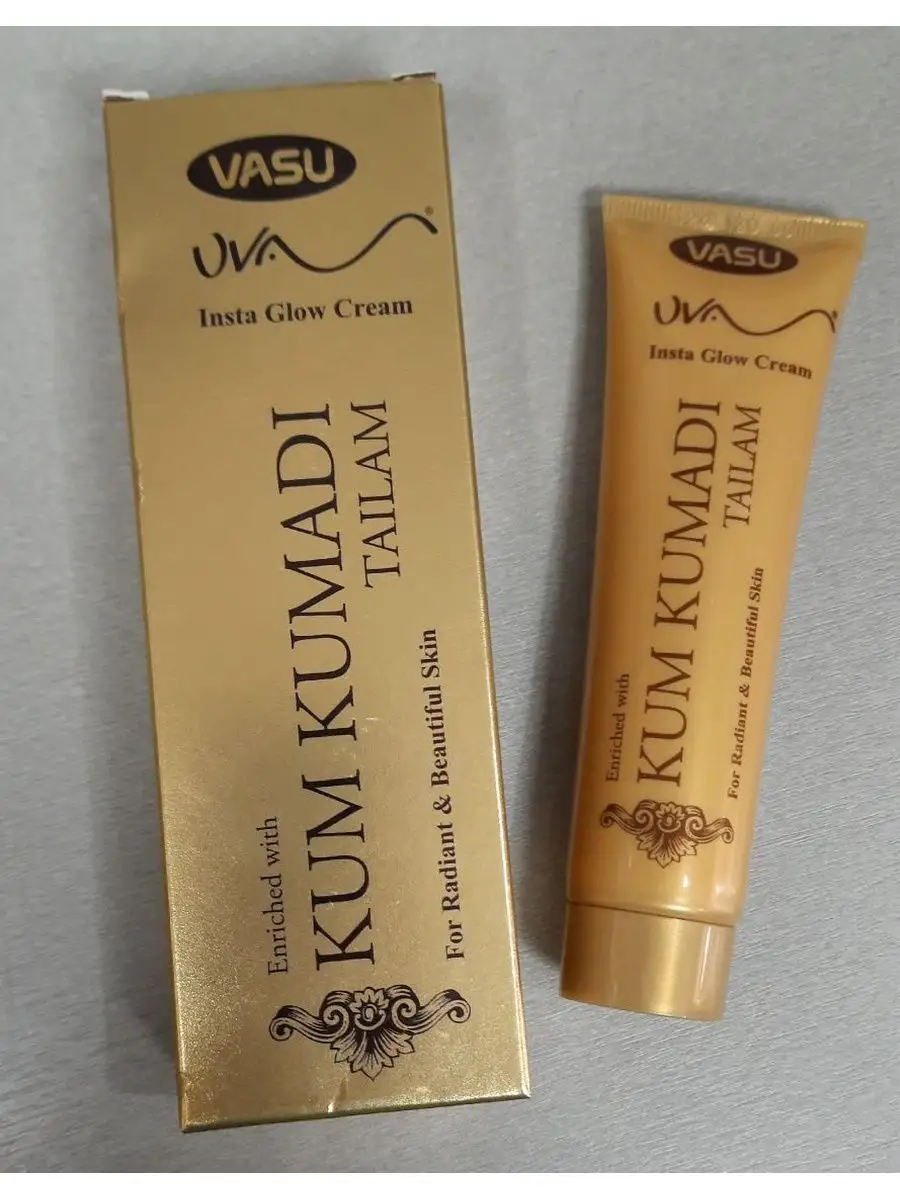 VASU
UVA
Insta Glow Cream
Enriched with
KUM KUMADI
TAILAM
For Radiant & Beautiful Skin
VASU
UVA
Insta Glow Cream
Enriched with
KUM KUMADI
TAILAM
For Radiant & Beautiful Skin